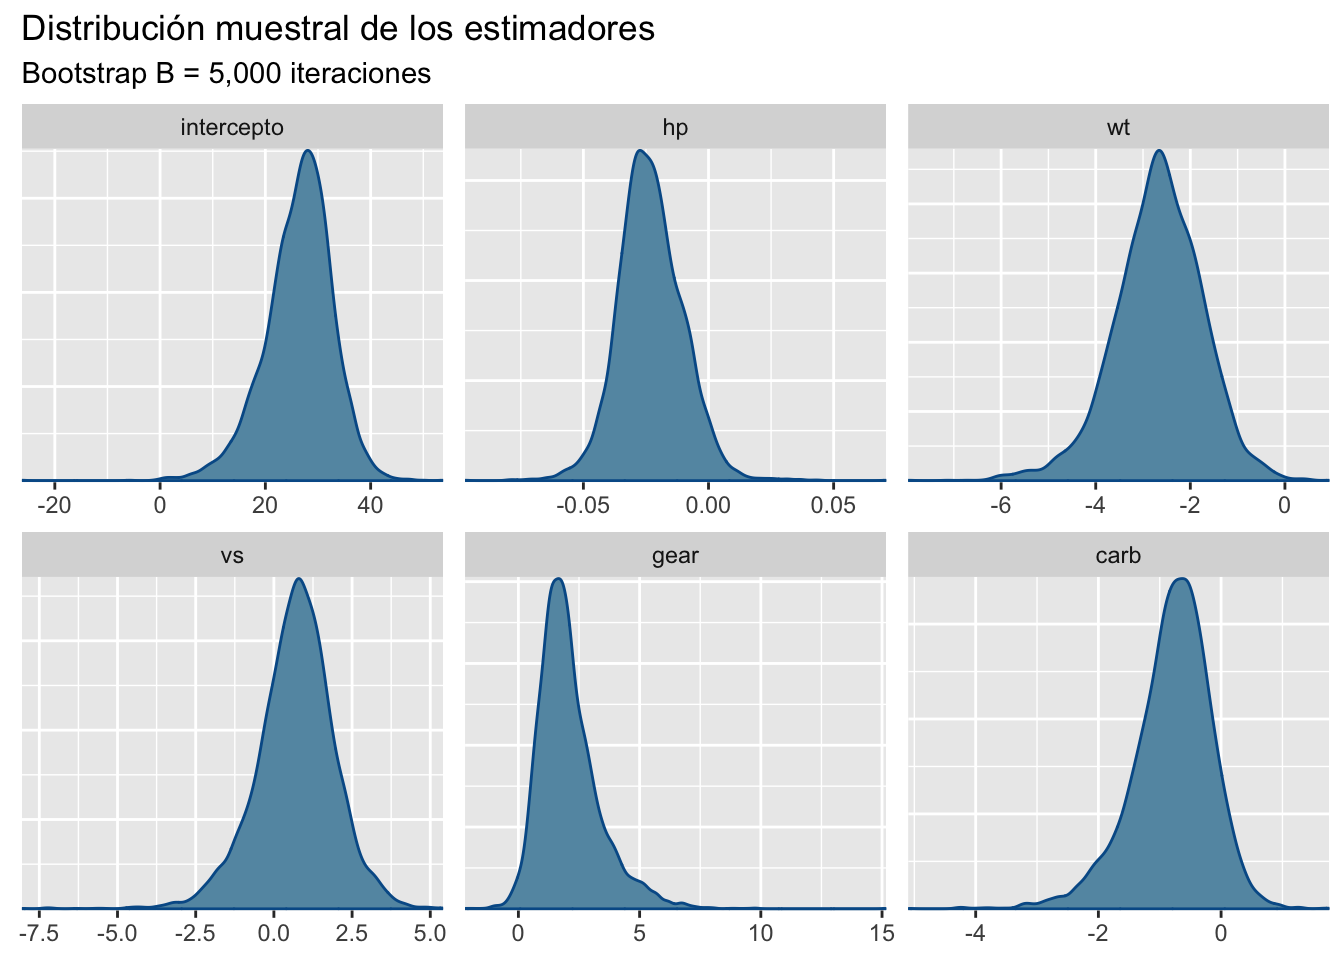 Distribución muestral de los estimadores
Bootstrap B = 5,000 iteraciones
intercepto hp wt
-20 0 20 40 -0.05 0.00 0.05 -6 -4 -2 0
vs gear carb
-7.5 -5.0 -2.5 0.0 2.5 5.0 0 5 10 15 -4 -2 0